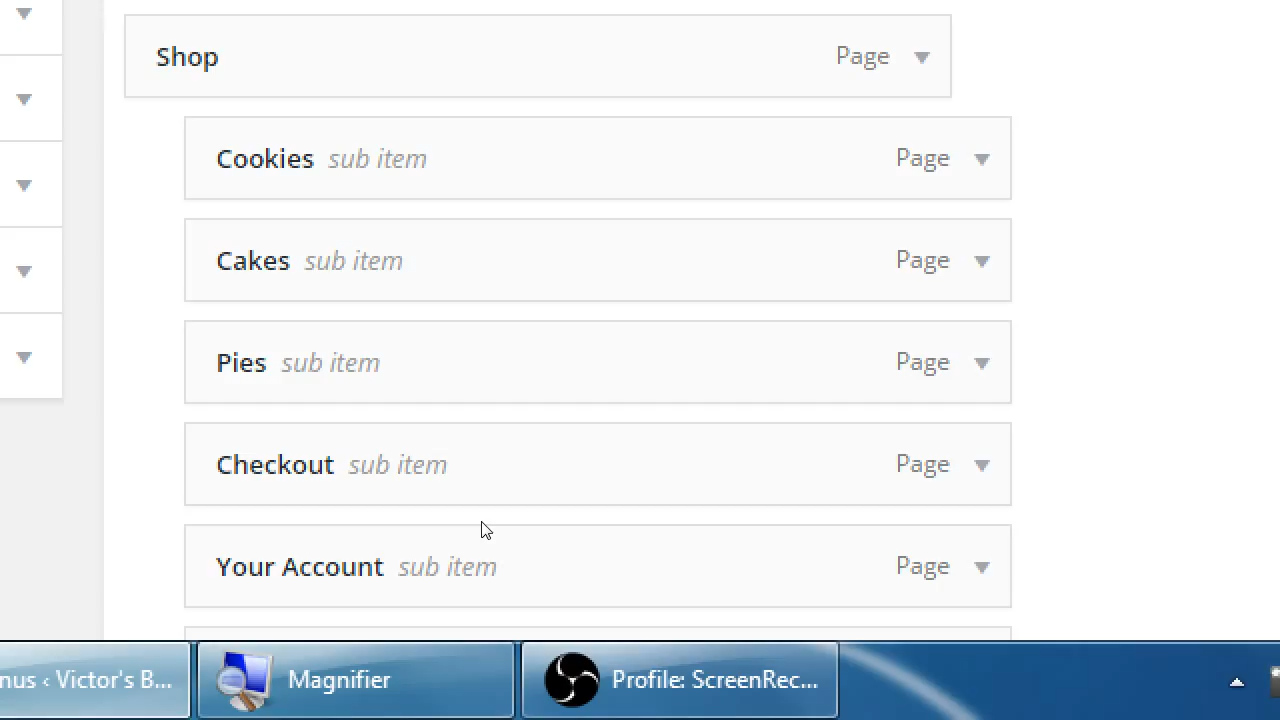 Shop Page
Cookies sub item Page
Cakes sub item Page
Pies sub item Page
Checkout sub item Page
Your Account sub item Page
nus ‹ Victor's B... Magnifier Profile: ScreenRec...